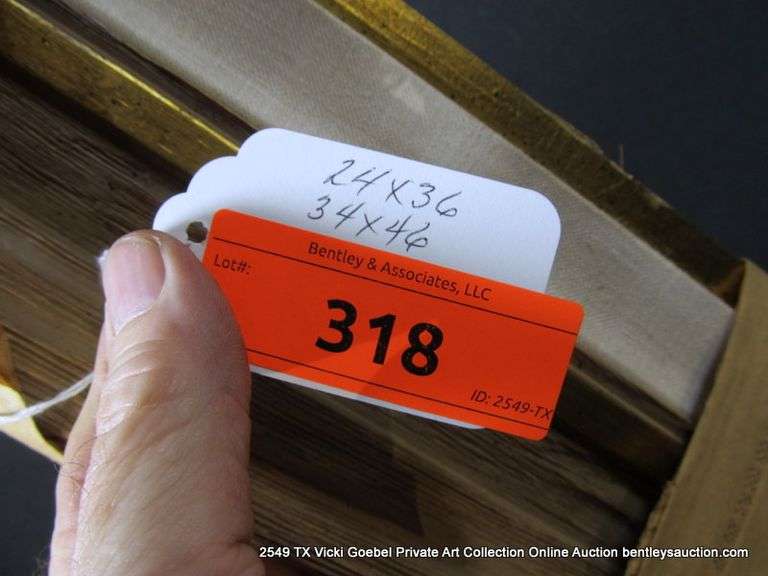 24x36
34x46
Bentley & Associates, LLC
Lot#:
318
ID: 2549-TX
2549 TX Vicki Goebel Private Art Collection Online Auction bentleysauction.com